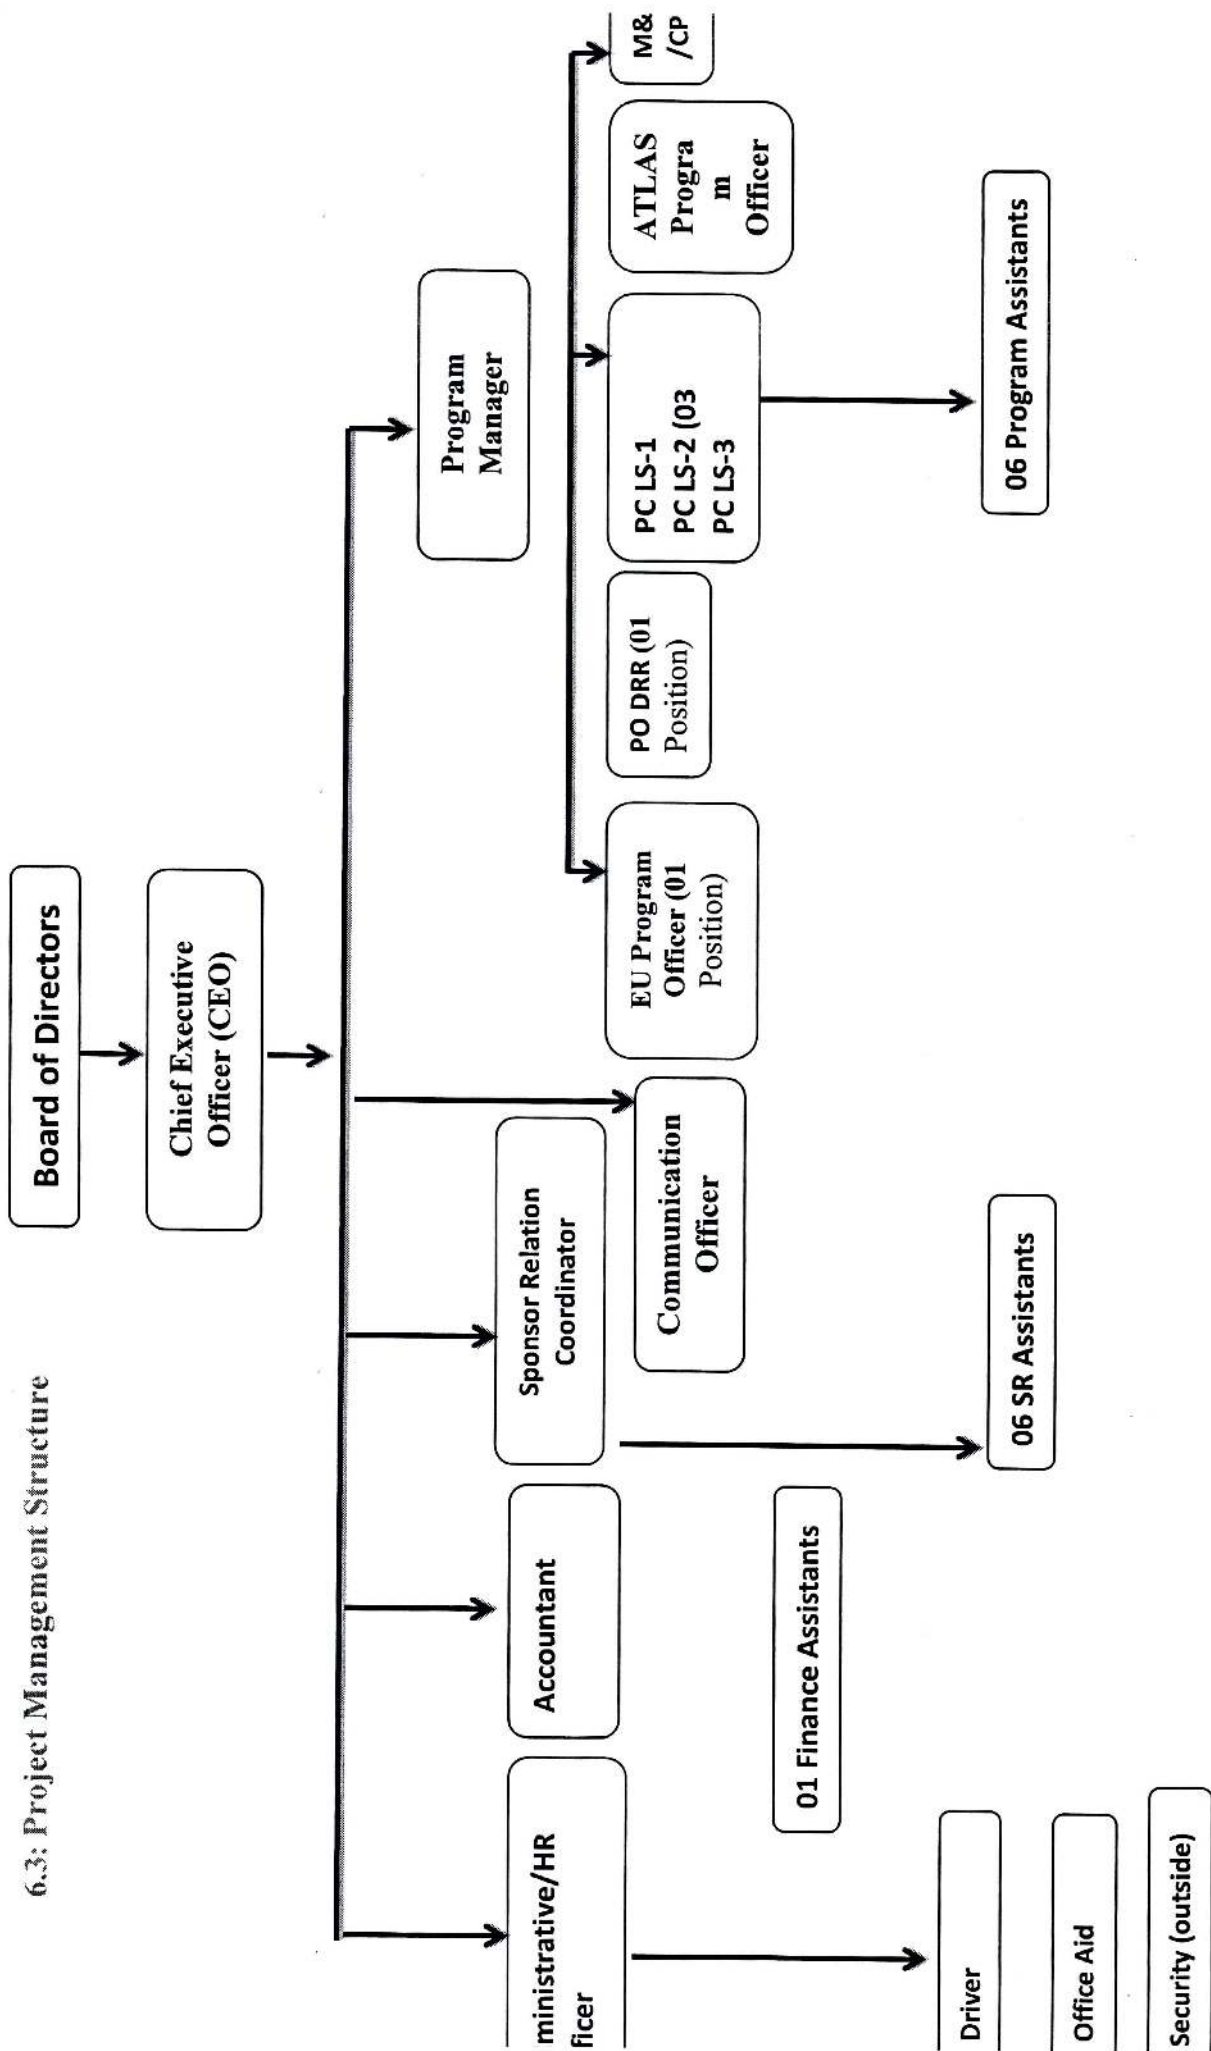 6.3: Project Management Structure
Board of Directors
Chief Executive
Officer (CEO)
Program
Manager
ministrative/HR
ficer
Accountant
Sponsor Relation
Coordinator
Communication
Officer
EU Program
Officer (01
Position)
PO DRR (01
Position)
PC LS-1
PC LS-2 (03
PC LS-3
ATLAS
Progra
m
Officer
M&
/CP
01 Finance Assistants
06 SR Assistants
06 Program Assistants
Driver
Office Aid
Security (outside)